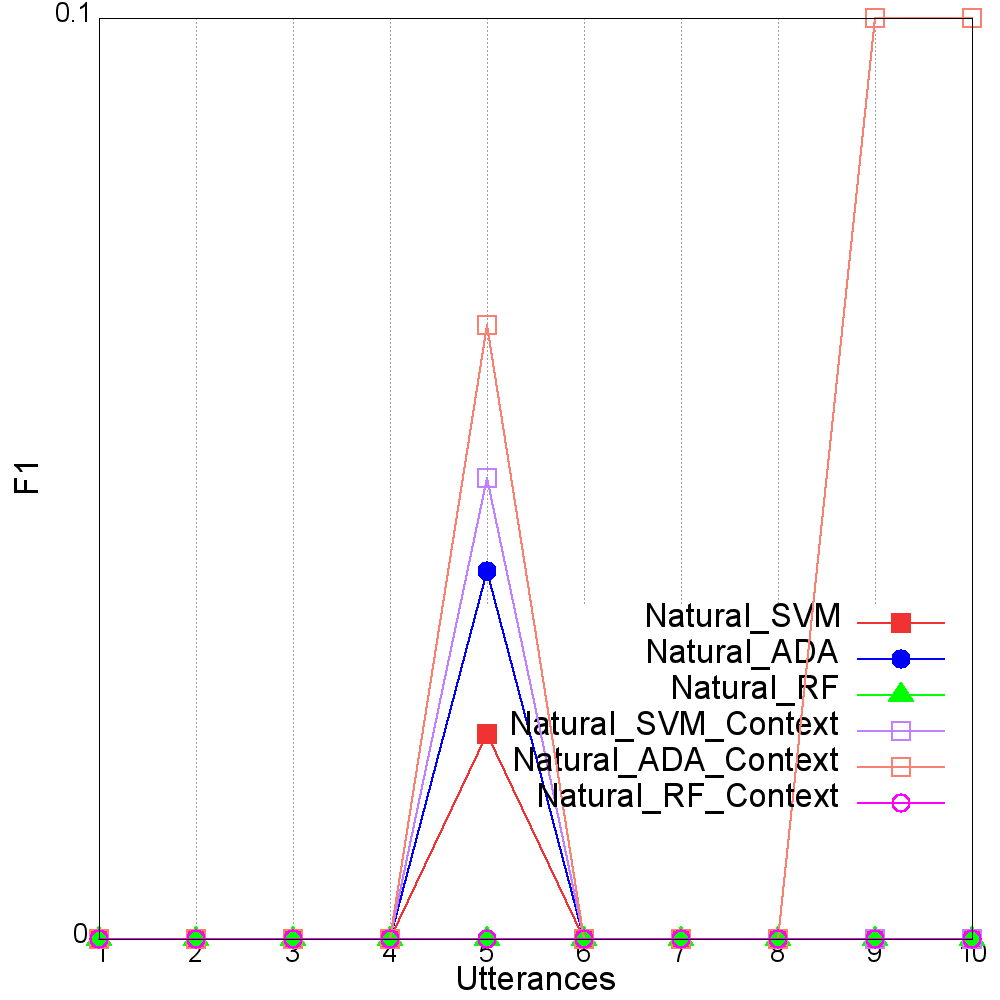 0.1
F1
Natural_SVM
Natural_ADA
Natural_RF
Natural_SVM_Context
Natural_ADA_Context
Natural_RF_Context
0
1 2 3 4 5 6 7 8 9 10
Utterances